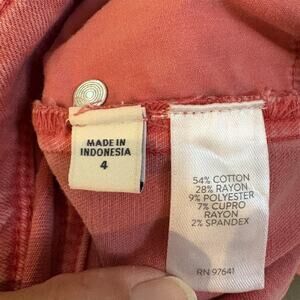 MADE IN
INDONESIA
4
54% COTTON
28% RAYON
9% POLYESTER
7% CUPRO
RAYON
2% SPANDEX
RN 97641